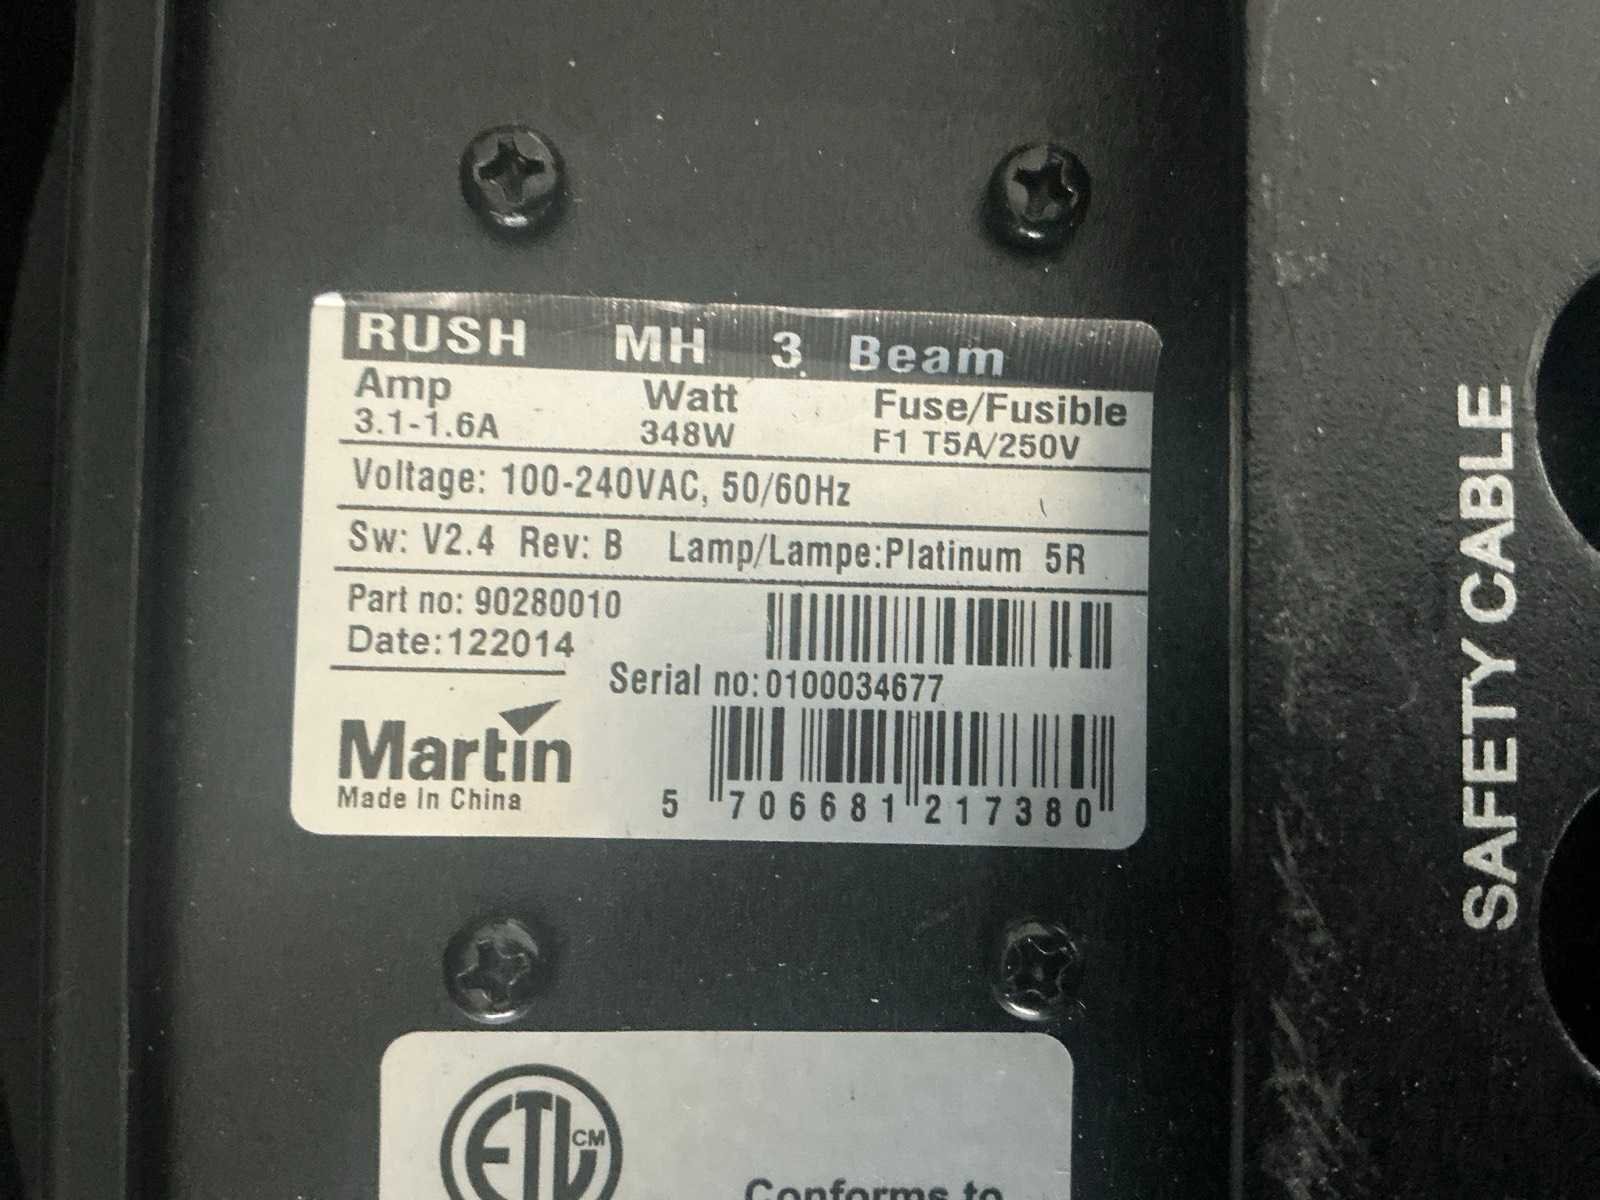 RUSH MH 3 Beam
Amp Watt Fuse/Fusible
3.1-1.6A 348W F1 T5A/250V
Voltage: 100-240VAC, 50/60Hz
Sw: V2.4 Rev: B Lamp/Lampe:Platinum 5R
Part no: 90280010
Date:122014
Serial no:0100034677
Martin
Made In China
5 706681 217380
ETL CM
Conforms to
SAFETY CABLE